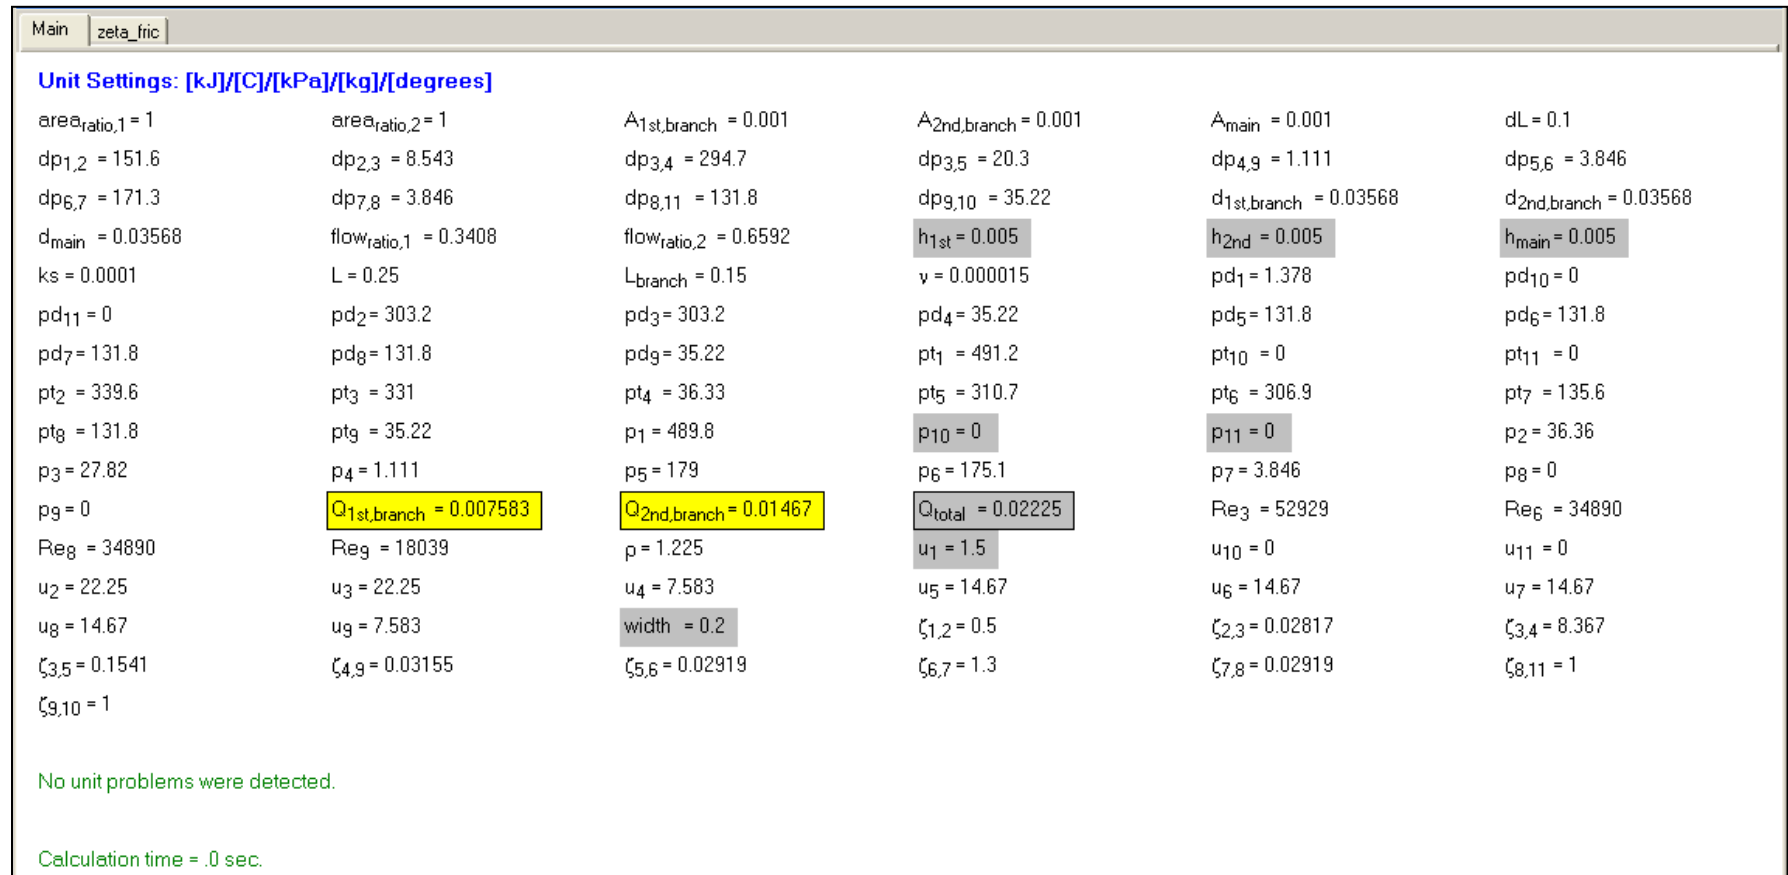 Main zeta_fric
Unit Settings: [kJ]/[C]/[kPa]/[kg]/[degrees]
arearatio,1 = 1 arearatio,2 = 1 A1st,branch = 0.001 A2nd,branch = 0.001 Amain = 0.001 dL = 0.1
dp1,2 = 151.6 dp2,3 = 8.543 dp3,4 = 294.7 dp3,5 = 20.3 dp4,9 = 1.111 dp5,6 = 3.846
dp6,7 = 171.3 dp7,8 = 3.846 dp8,11 = 131.8 dp9,10 = 35.22 d1st,branch = 0.03568 d2nd,branch = 0.03568
dmain = 0.03568 flowratio,1 = 0.3408 flowratio,2 = 0.6592 h1st = 0.005 h2nd = 0.005 hmain = 0.005
ks = 0.0001 L = 0.25 Lbranch = 0.15 ν = 0.000015 pd1 = 1.378 pd10 = 0
pd11 = 0 pd2 = 303.2 pd3 = 303.2 pd4 = 35.22 pd5 = 131.8 pd6 = 131.8
pd7 = 131.8 pd8 = 131.8 pd9 = 35.22 pt1 = 491.2 pt10 = 0 pt11 = 0
pt2 = 339.6 pt3 = 331 pt4 = 36.33 pt5 = 310.7 pt6 = 306.9 pt7 = 135.6
pt8 = 131.8 pt9 = 35.22 p1 = 489.8 p10 = 0 p11 = 0 p2 = 36.36
p3 = 27.82 p4 = 1.111 p5 = 179 p6 = 175.1 p7 = 3.846 p8 = 0
p9 = 0 Q1st,branch = 0.007583 Q2nd,branch = 0.01467 Qtotal = 0.02225 Re3 = 52929 Re6 = 34890
Re8 = 34890 Re9 = 18039 ρ = 1.225 u1 = 1.5 u10 = 0 u11 = 0
u2 = 22.25 u3 = 22.25 u4 = 7.583 u5 = 14.67 u6 = 14.67 u7 = 14.67
u8 = 14.67 u9 = 7.583 width = 0.2 ζ1,2 = 0.5 ζ2,3 = 0.02817 ζ3,4 = 8.367
ζ3,5 = 0.1541 ζ4,9 = 0.03155 ζ5,6 = 0.02919 ζ6,7 = 1.3 ζ7,8 = 0.02919 ζ8,11 = 1
ζ9,10 = 1
No unit problems were detected.
Calculation time = .0 sec.